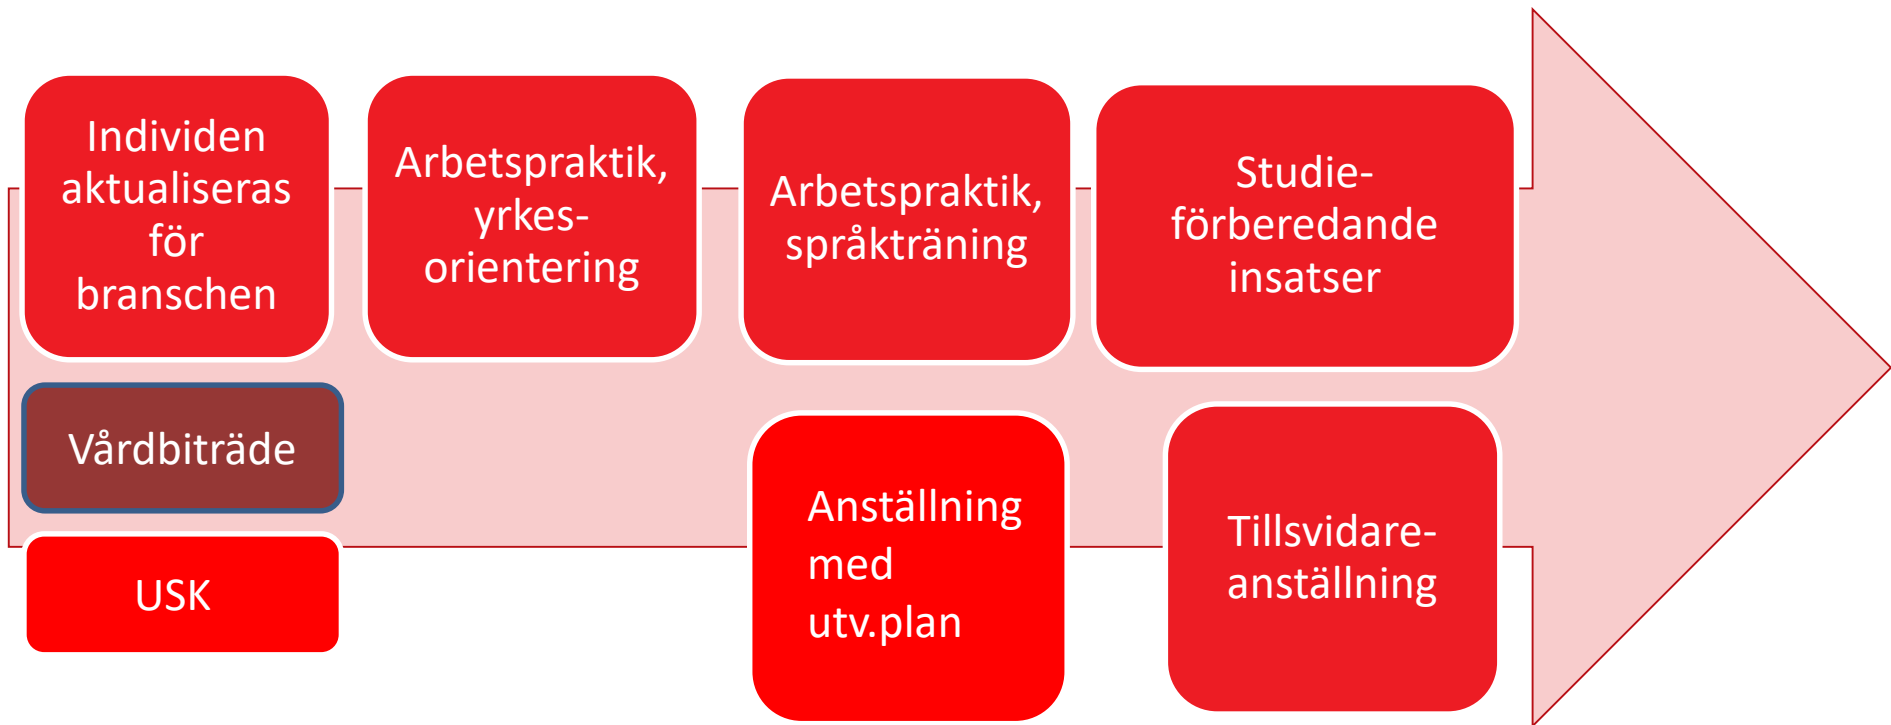 Individen
aktualiseras
för
branschen
Arbetspraktik,
yrkes-
orientering
Arbetspraktik,
språkträning
Studie-
förberedande
insatser
Vårdbiträde
USK
Anställning
med
utv.plan
Tillsvidare-
anställning